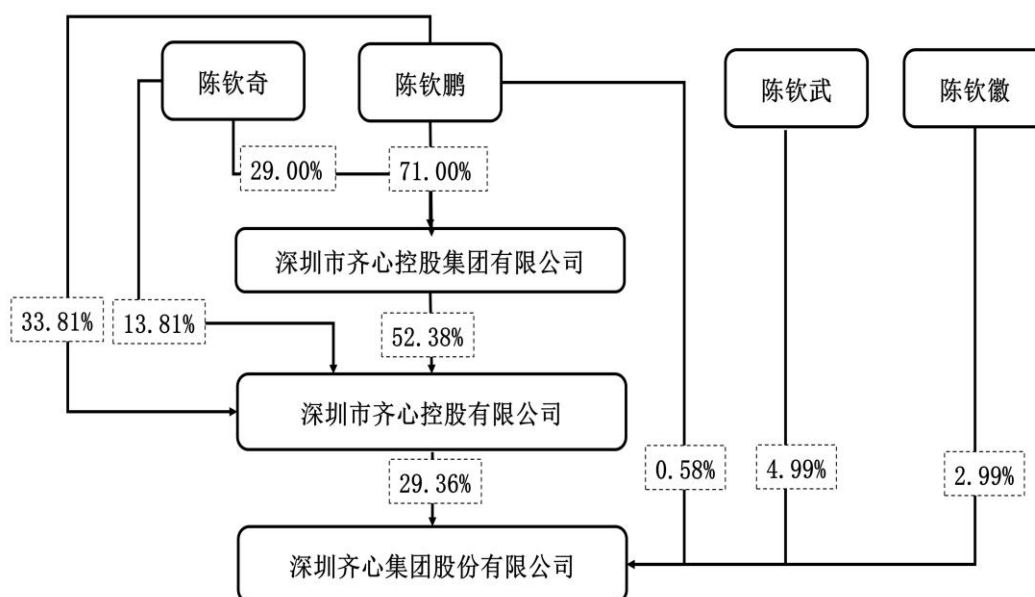 陈钦奇
陈钦鹏
陈钦武
陈钦徽
29.00%
71.00%
深圳市齐心控股集团有限公司
33.81%
13.81%
52.38%
深圳市齐心控股有限公司
29.36%
0.58%
4.99%
2.99%
深圳齐心集团股份有限公司